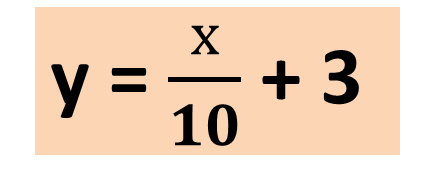 y = x/10 + 3